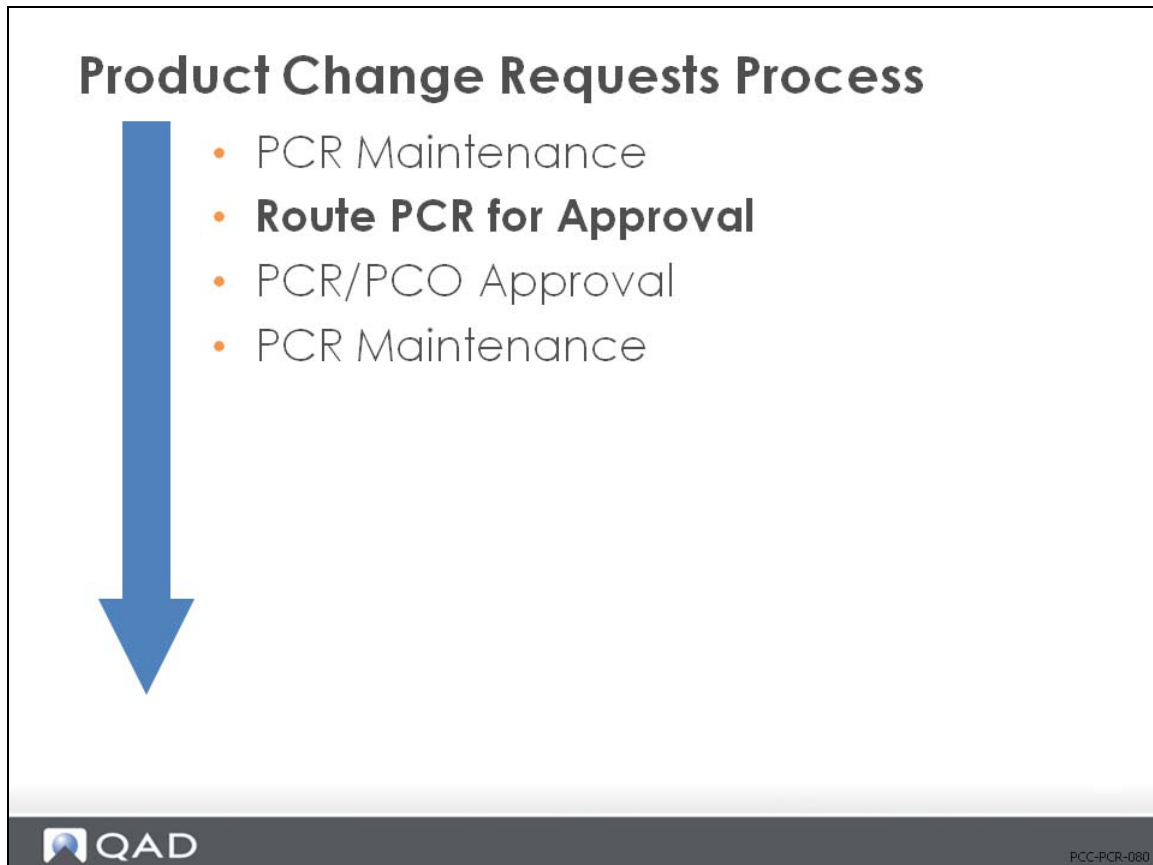 Product Change Requests Process
• PCR Maintenance
• Route PCR for Approval
• PCR/PCO Approval
• PCR Maintenance
QAD
PCC-PCR-080